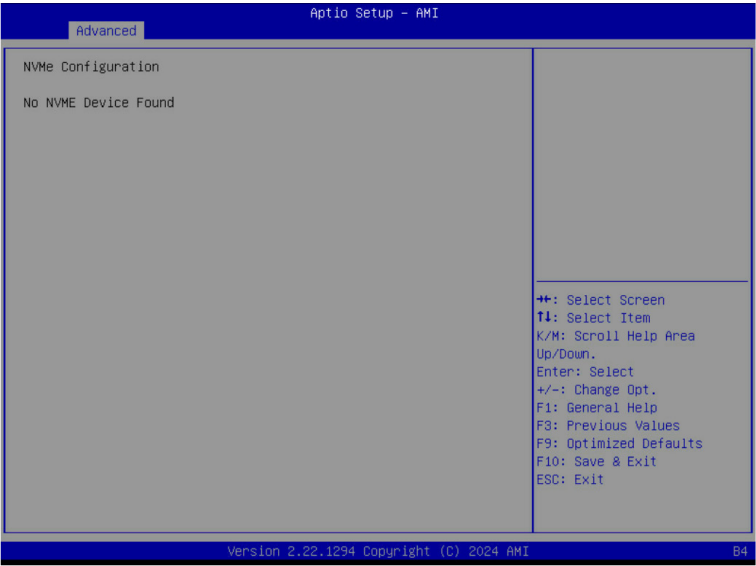 Aptio Setup – AMI
Advanced
NVMe Configuration
No NVME Device Found
→←: Select Screen
↑↓: Select Item
K/M: Scroll Help Area
Up/Down.
Enter: Select
+/-: Change Opt.
F1: General Help
F3: Previous Values
F9: Optimized Defaults
F10: Save & Exit
ESC: Exit
Version 2.22.1294 Copyright (C) 2024 AMI
B4